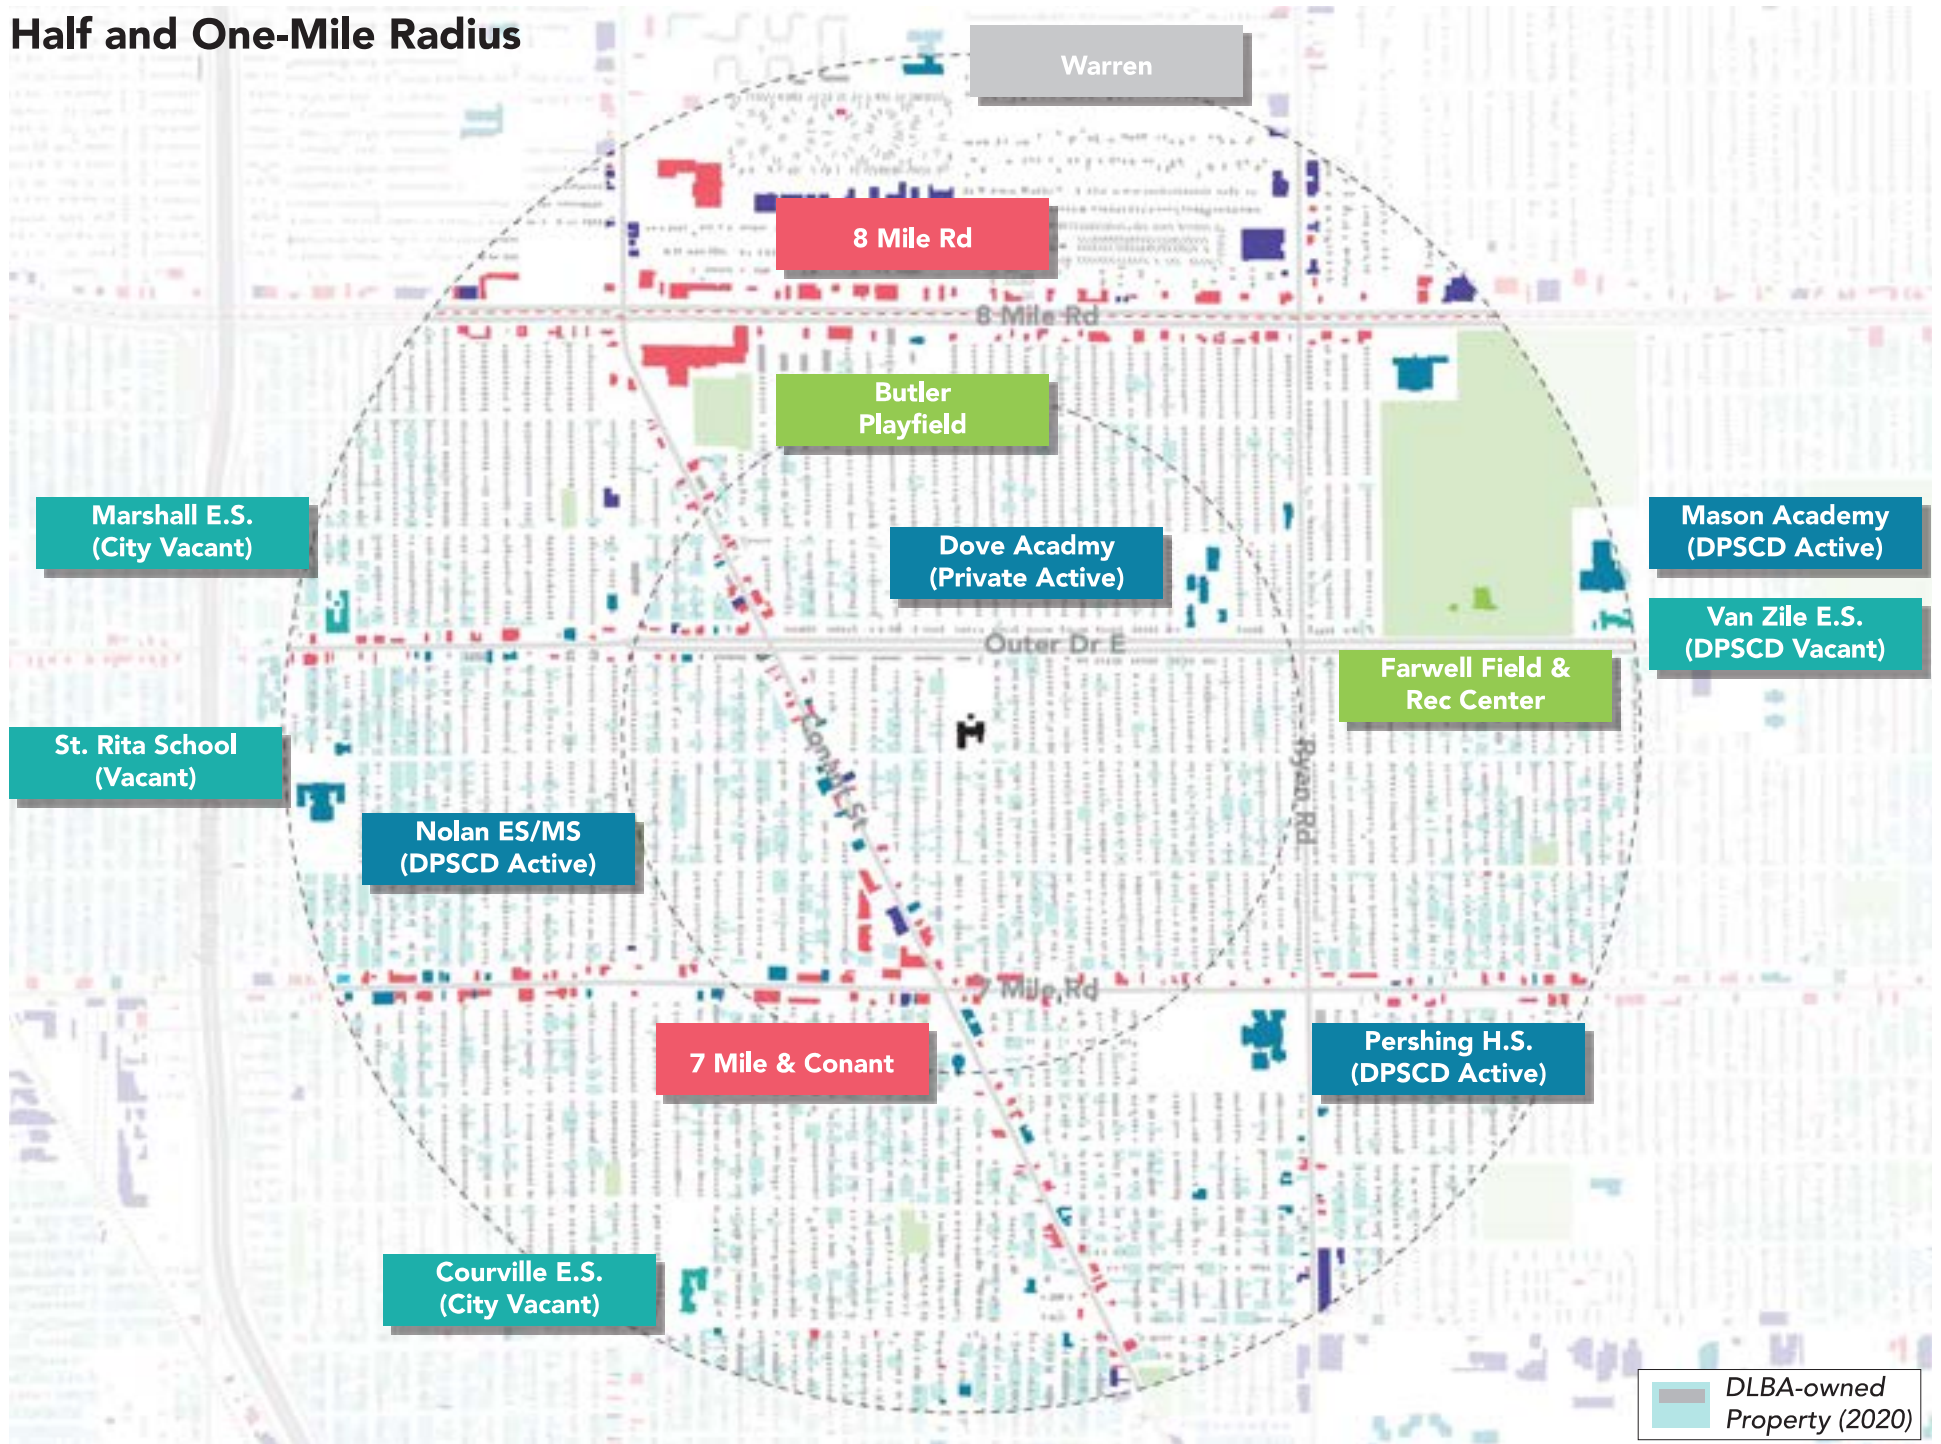 Half and One-Mile Radius
Warren
8 Mile Rd
8 Mile Rd
Butler
Playfield
Marshall E.S.
(City Vacant)
Dove Acadmy
(Private Active)
Mason Academy
(DPSCD Active)
Van Zile E.S.
(DPSCD Vacant)
Outer Dr E
Farwell Field &
Rec Center
St. Rita School
(Vacant)
Conant St
Ryan Rd
Nolan ES/MS
(DPSCD Active)
7 Mile Rd
7 Mile & Conant
Pershing H.S.
(DPSCD Active)
Courville E.S.
(City Vacant)
DLBA-owned
Property (2020)